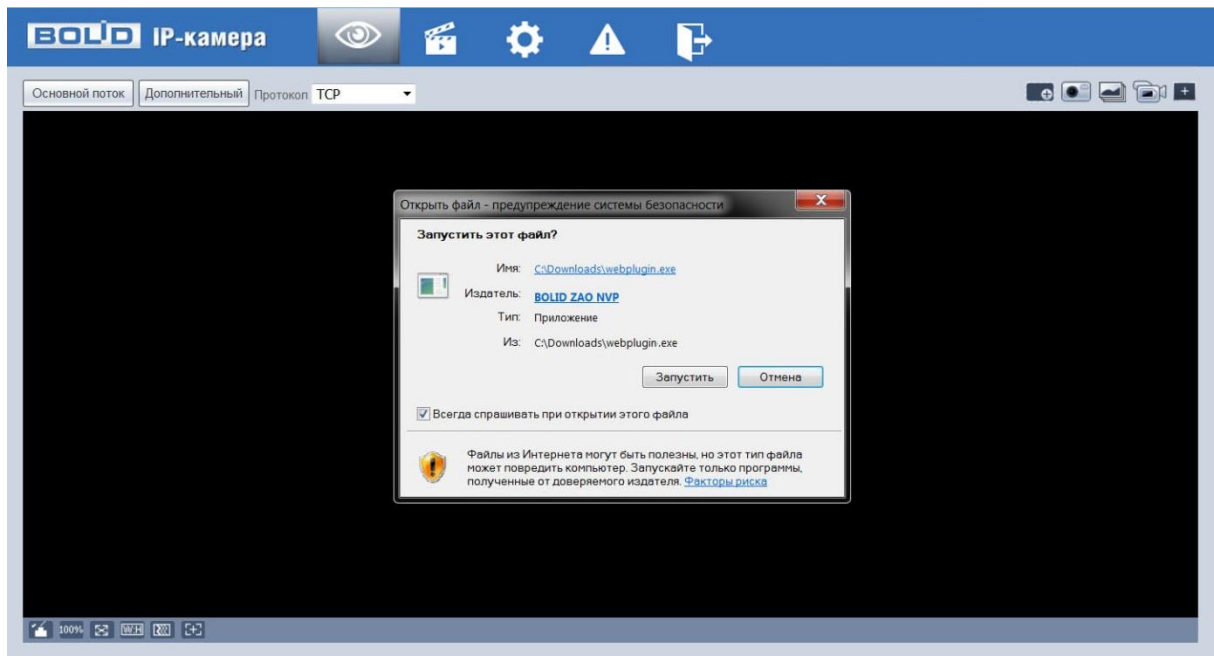 BOLID IP-камера
Основной поток Дополнительный Протокол TCP
Открыть файл - предупреждение системы безопасности
Запустить этот файл?
Имя: C:\Downloads\webplugin.exe
Издатель: BOLID ZAO NVP
Тип: Приложение
Из: C:\Downloads\webplugin.exe
Запустить Отмена
Всегда спрашивать при открытии этого файла
Файлы из Интернета могут быть полезны, но этот тип файла
может повредить компьютер. Запускайте только программы,
полученные от доверяемого издателя. Факторы риска
100% W:H